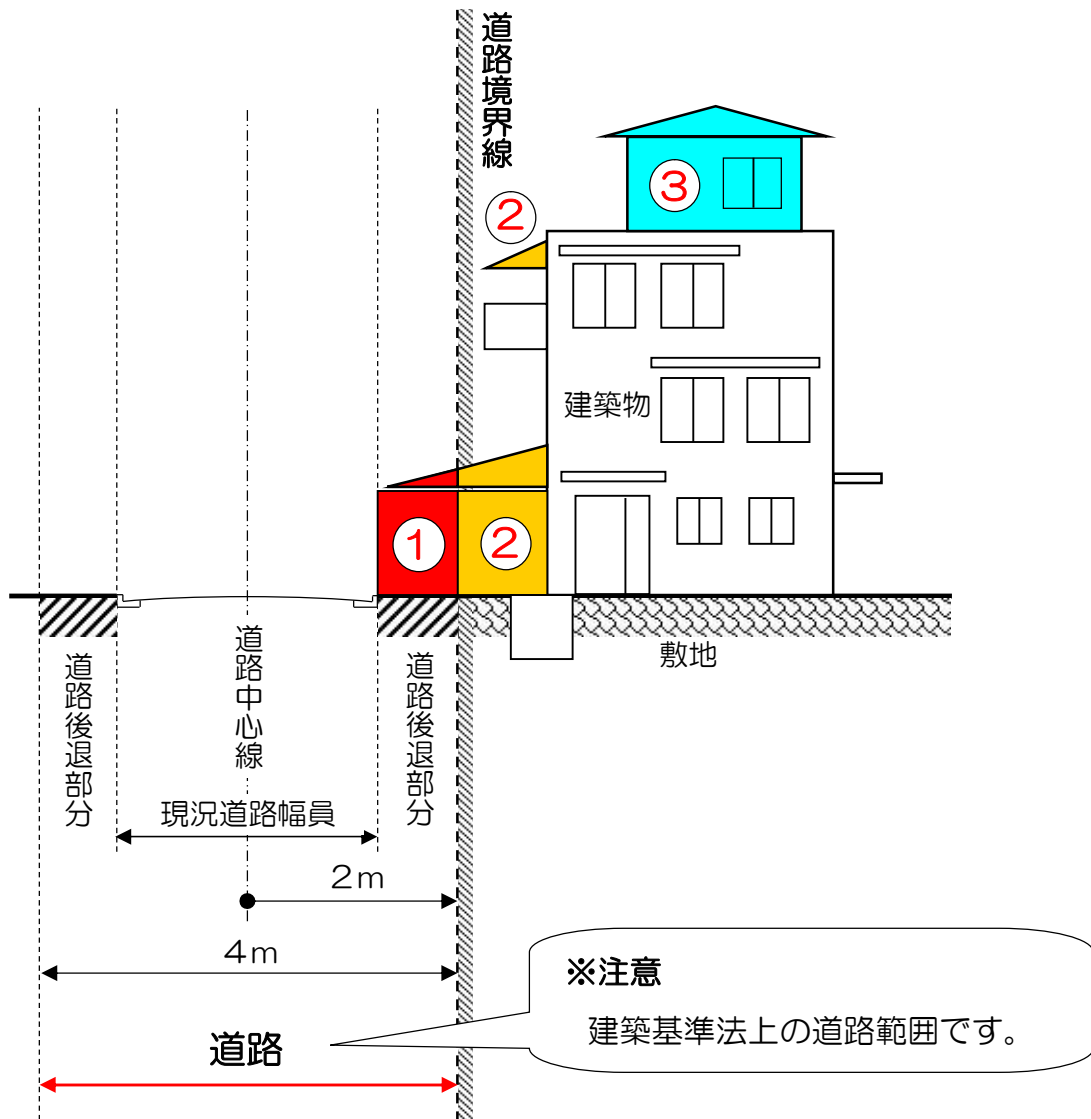 道路境界線
③
②
建築物
①
②
敷地
道路後退部分
道路中心線
道路後退部分
現況道路幅員
2m
4m
※注意
建築基準法上の道路範囲です。
道路